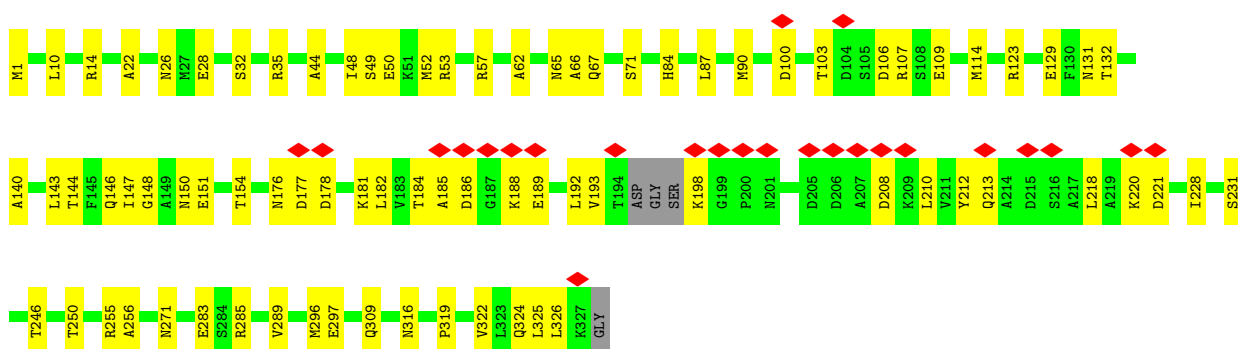 M1 L10 R14 A22 N26 M27 E28 S32 R35 A44 I48 S49 E50 K51 M52 R53 R57 A62 N65 A66 Q67 S71 H84 L87 M90 D100 T103 D104 S105 D106 R107 S108 E109 M114 R123 E129 F130 N131 T132
A140 L143 T144 F145 Q146 I147 G148 A149 N150 E151 T154 N176 D177 D178 K181 L182 V183 T184 A185 D186 G187 K188 E189 L192 V193 T194 ASP GLY SER K198 G199 P200 N201 D205 D206 A207 D208 K209 L210 V211 Y212 Q213 A214 D215 S216 A217 L218 A219 K220 D221 I228 S231
T246 T250 R255 A256 N271 E283 S284 R285 V289 M296 E297 Q309 N316 P319 V322 L323 Q324 L325 L326 K327 GLY